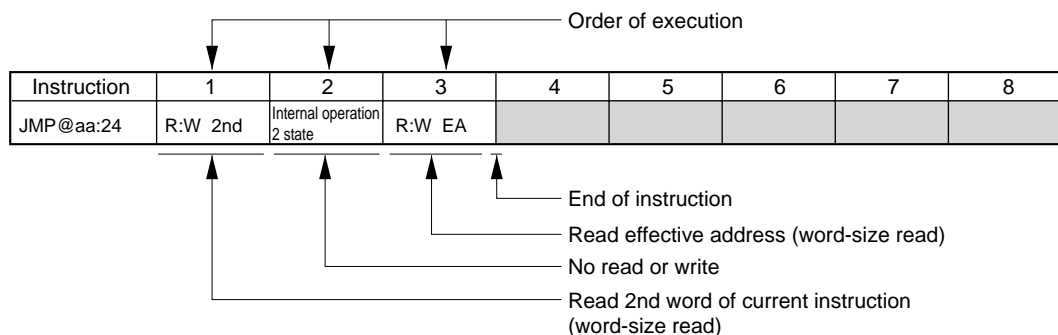 Order of execution
Instruction 1 2 3 4 5 6 7 8
JMP@aa:24 R:W 2nd Internal operation R:W EA
2 state
End of instruction
Read effective address (word-size read)
No read or write
Read 2nd word of current instruction
(word-size read)